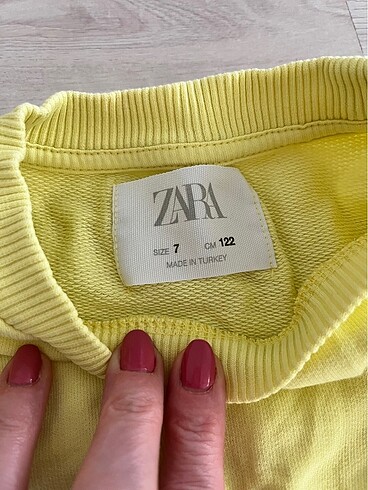 ZARA
SIZE 7 CM 122
MADE IN TURKEY